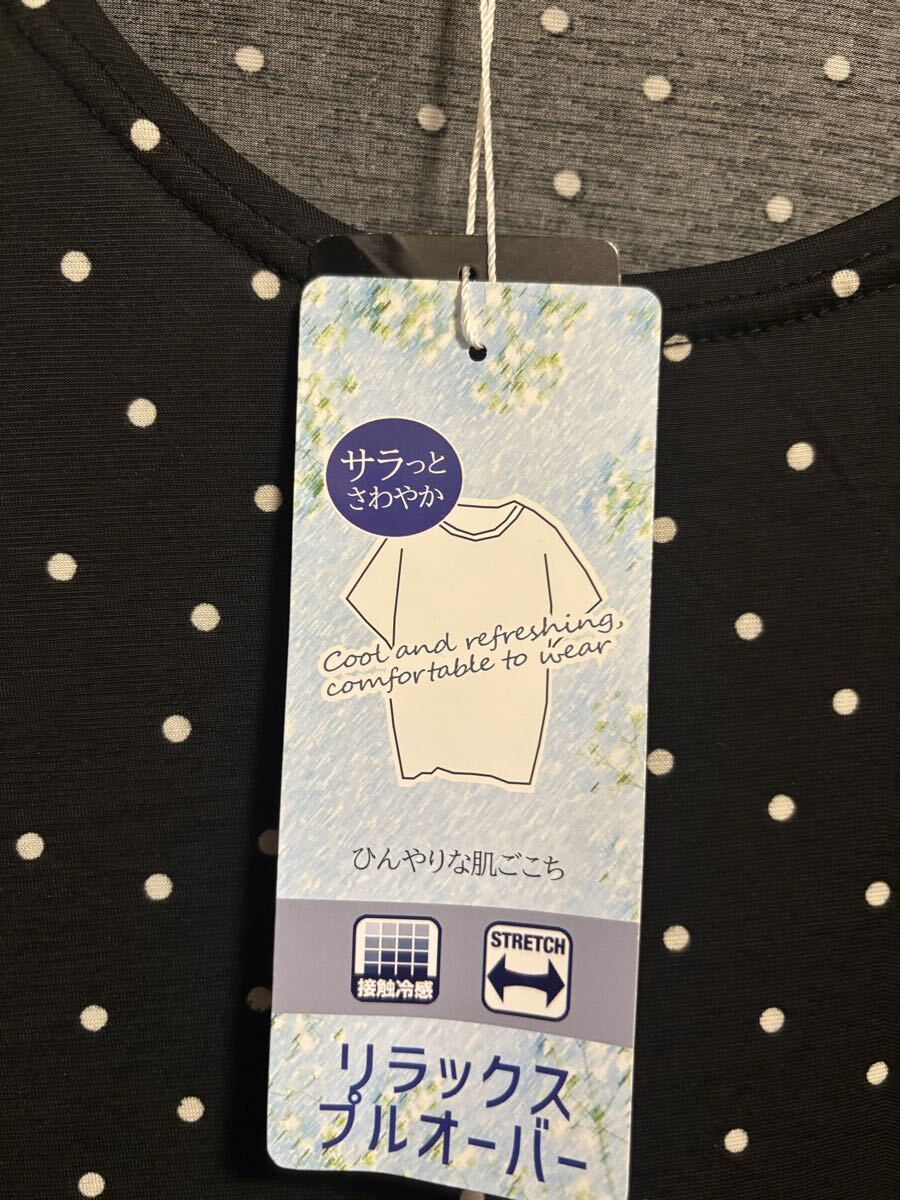 サラっと
さわやか
Cool and refreshing,
comfortable to wear
ひんやりな肌ごこち
接触冷感
STRETCH
リラックス
プルオーバー